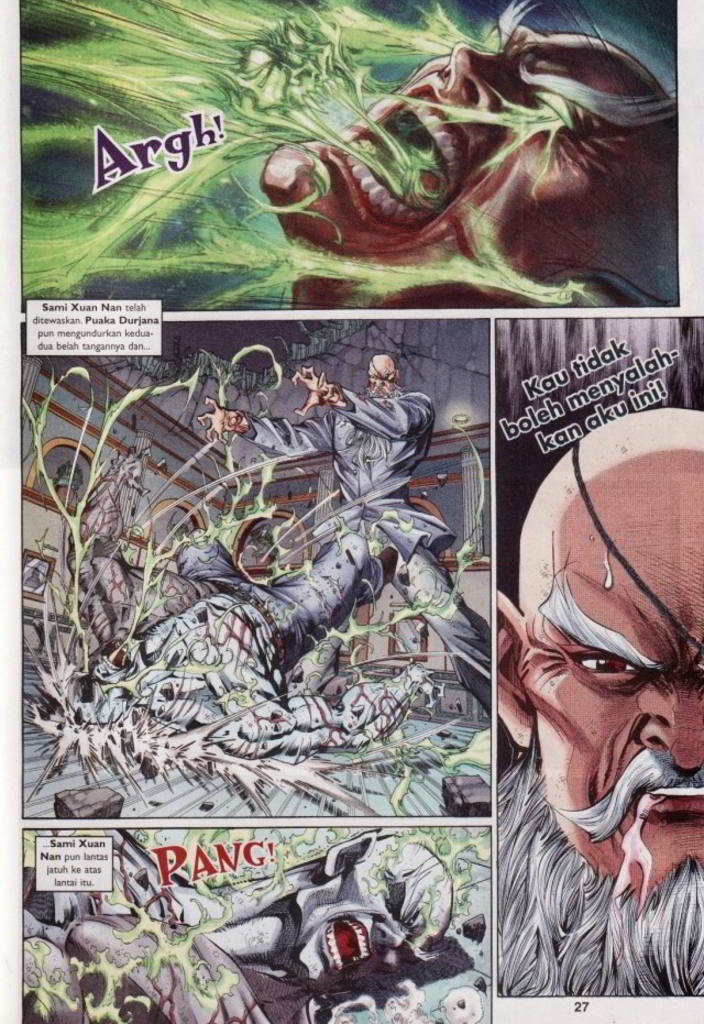 Argh!
Sami Xuan Nan telah
ditewaskan. Puaka Durjana
pun mengundurkan kedua-
dua belah tangannya dan...
Kau tidak
boleh menyalah-
kan aku ini!
...Sami Xuan
Nan pun lantas
jatuh ke atas
lantai itu.
PANG!
27